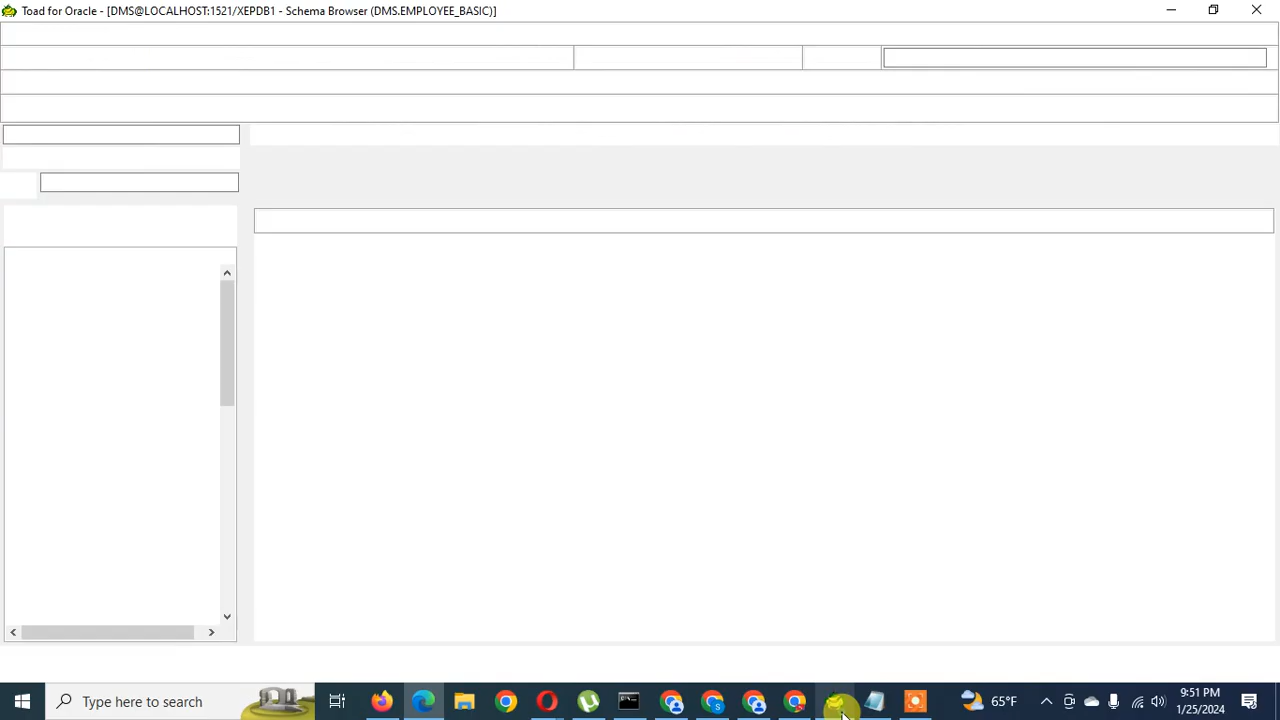 Toad for Oracle - [DMS@LOCALHOST:1521/XEPDB1 - Schema Browser (DMS.EMPLOYEE_BASIC)]
Type here to search
S
65°F
9:51 PM
1/25/2024